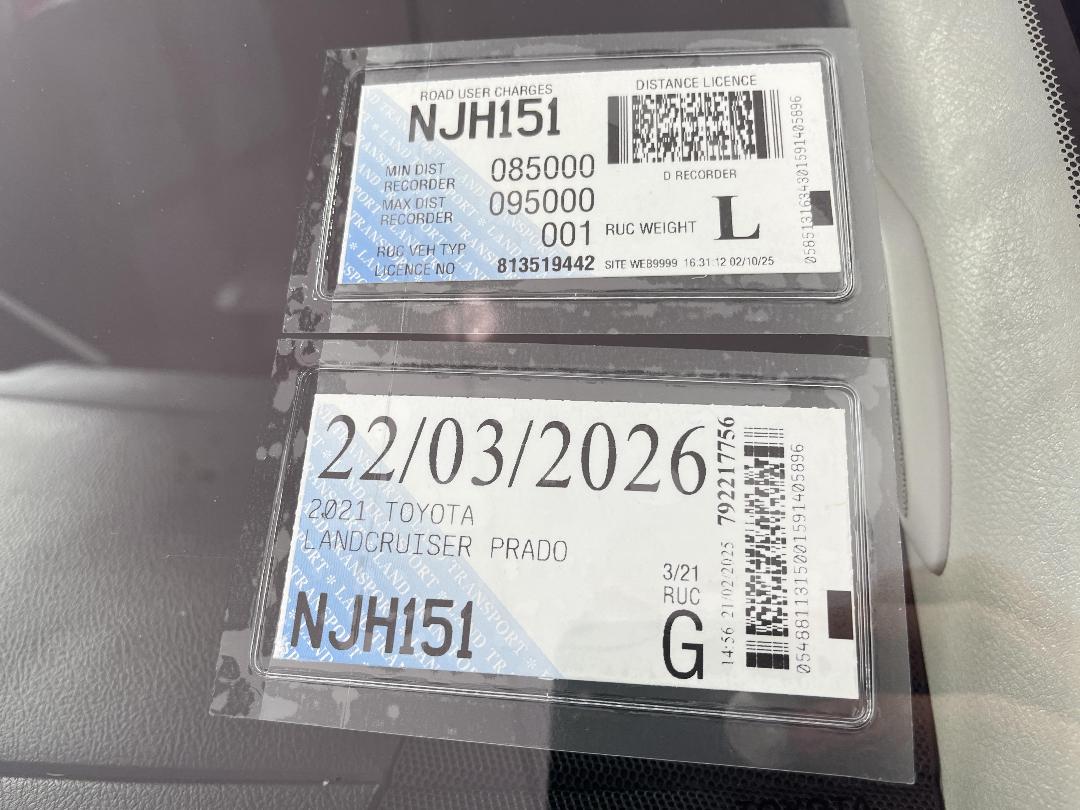 ROAD USER CHARGES
NJH151
MIN DIST RECORDER 085000
MAX DIST RECORDER 095000
RUC VEH TYP 001
LICENCE NO 813519442
DISTANCE LICENCE
D RECORDER
RUC WEIGHT L
SITE WEB9999 16:31:12 02/10/25
22/03/2026
2021 TOYOTA
LANDCRUISER PRADO
NJH151
3/21
RUC
G
14:56 21/02/2025 792217756